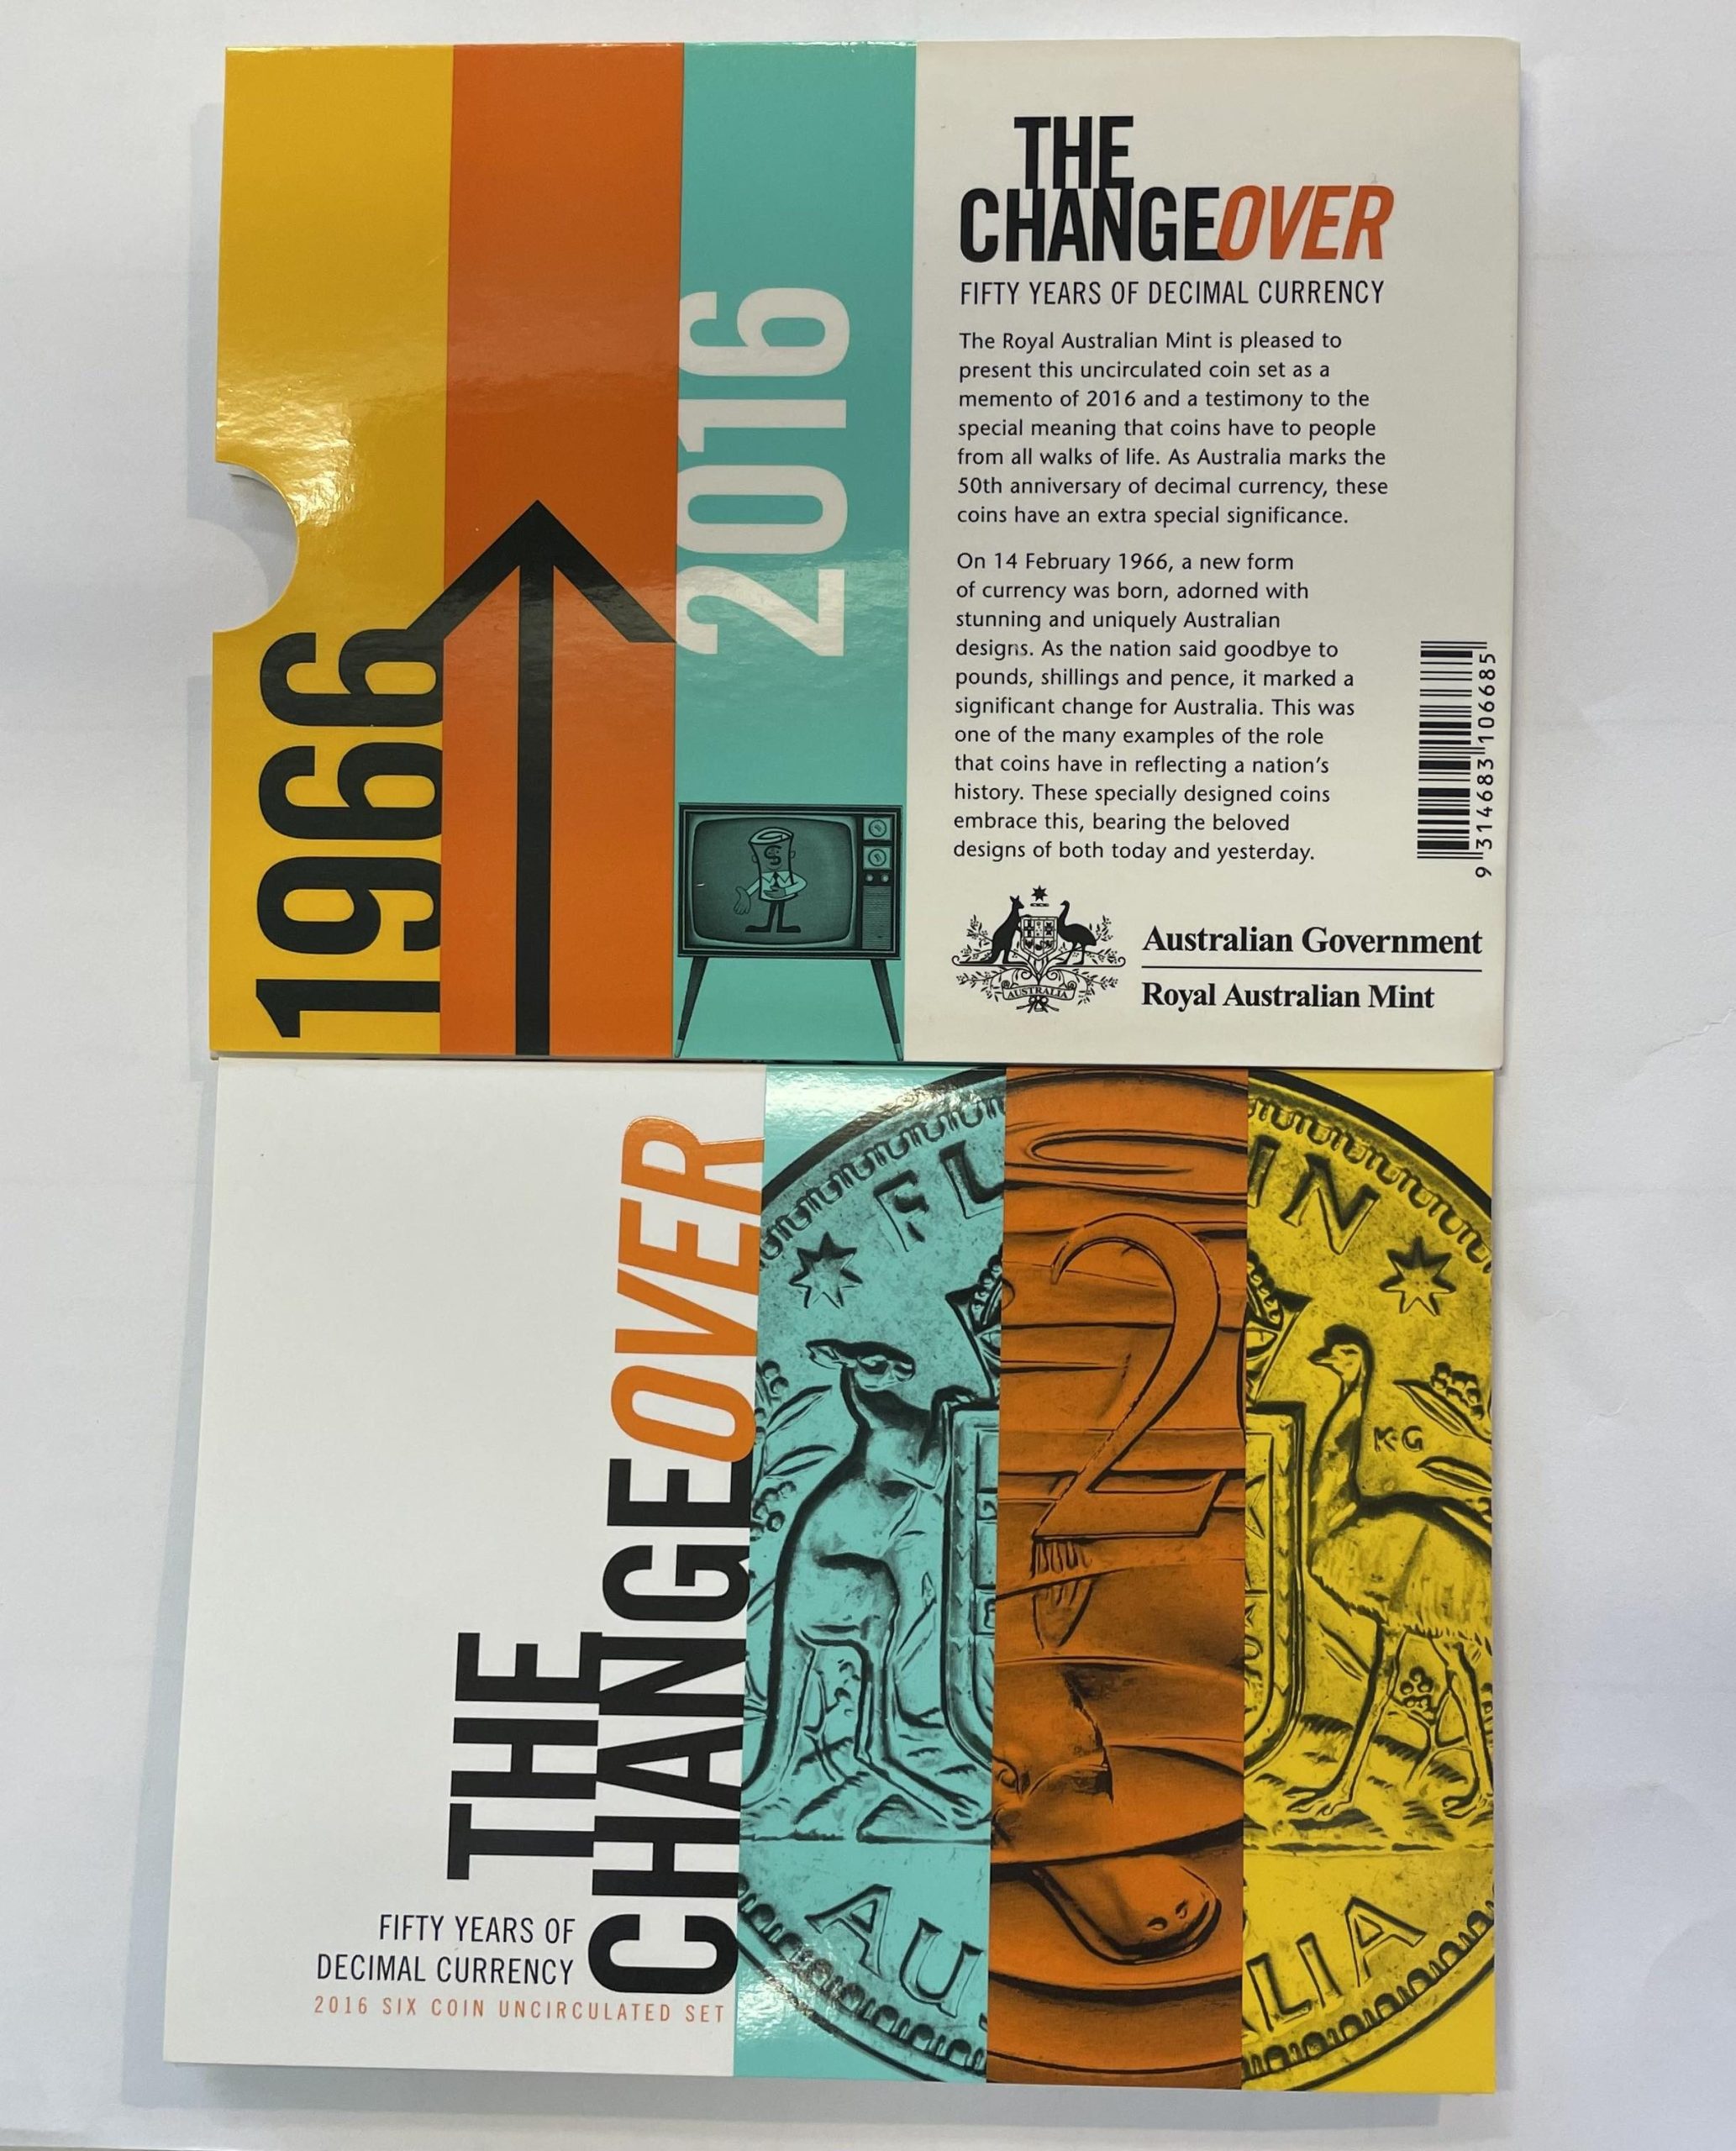 1966
2016
$
THE
CHANGEOVER
FIFTY YEARS OF DECIMAL CURRENCY
The Royal Australian Mint is pleased to
present this uncirculated coin set as a
memento of 2016 and a testimony to the
special meaning that coins have to people
from all walks of life. As Australia marks the
50th anniversary of decimal currency, these
coins have an extra special significance.
On 14 February 1966, a new form
of currency was born, adorned with
stunning and uniquely Australian
designs. As the nation said goodbye to
pounds, shillings and pence, it marked a
significant change for Australia. This was
one of the many examples of the role
that coins have in reflecting a nation's
history. These specially designed coins
embrace this, bearing the beloved
designs of both today and yesterday.
9 314683 106685
AUSTRALIA
Australian Government
Royal Australian Mint
THE
CHANGEOVER
FIFTY YEARS OF
DECIMAL CURRENCY
2016 SIX COIN UNCIRCULATED SET
FL
2
IN
K·G
AU
LIA